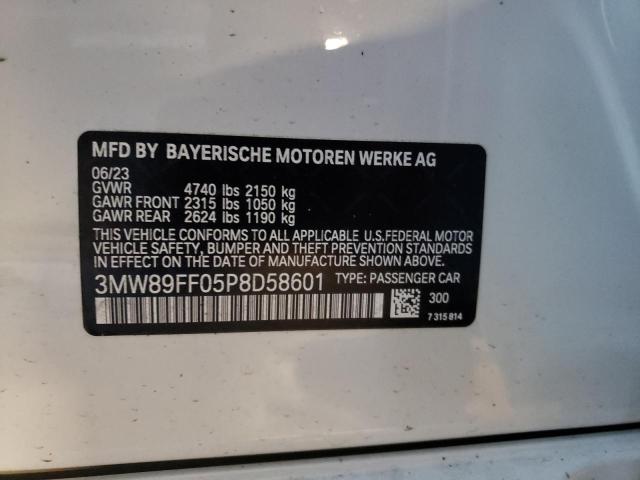 MFD BY BAYERISCHE MOTOREN WERKE AG
06/23
GVWR 4740 lbs 2150 kg
GAWR FRONT 2315 lbs 1050 kg
GAWR REAR 2624 lbs 1190 kg
THIS VEHICLE CONFORMS TO ALL APPLICABLE U.S.FEDERAL MOTOR
VEHICLE SAFETY, BUMPER AND THEFT PREVENTION STANDARDS
IN EFFECT ON THE DATE OF MANUFACTURE SHOWN ABOVE.
3MW89FF05P8D58601 TYPE: PASSENGER CAR
300
7 315 814